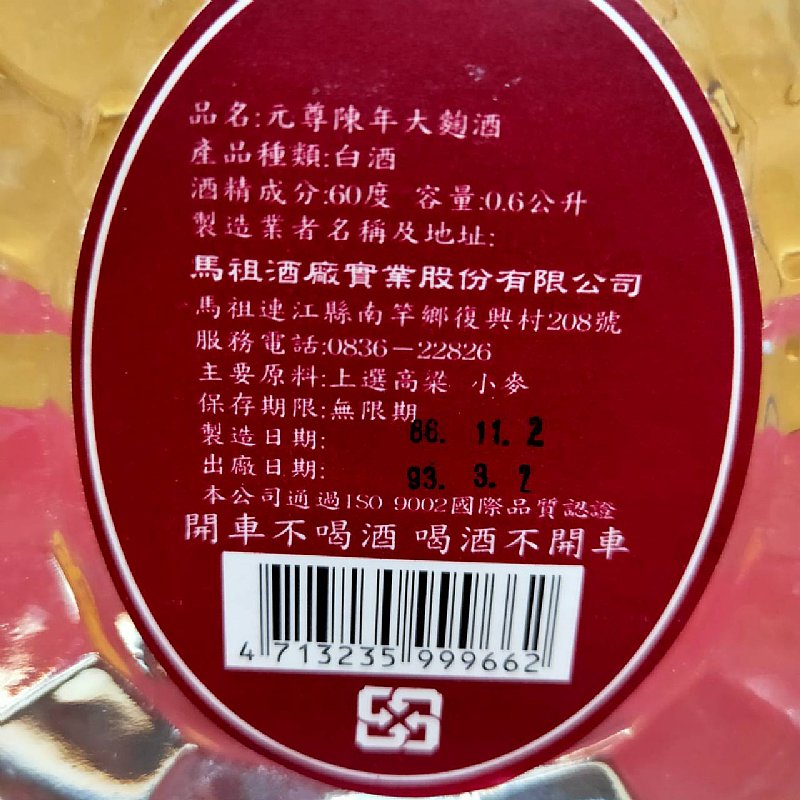 品名:元尊陳年大麴酒
產品種類:白酒
酒精成分:60度 容量:0.6公升
製造業者名稱及地址:
馬祖酒廠實業股份有限公司
馬祖連江縣南竿鄉復興村208號
服務電話:0836－22826
主要原料:上選高粱 小麥
保存期限:無限期
製造日期: 86. 11. 2
出廠日期: 93. 3. 2
本公司通過ISO 9002國際品質認證
開車不喝酒 喝酒不開車
4 713235 999662